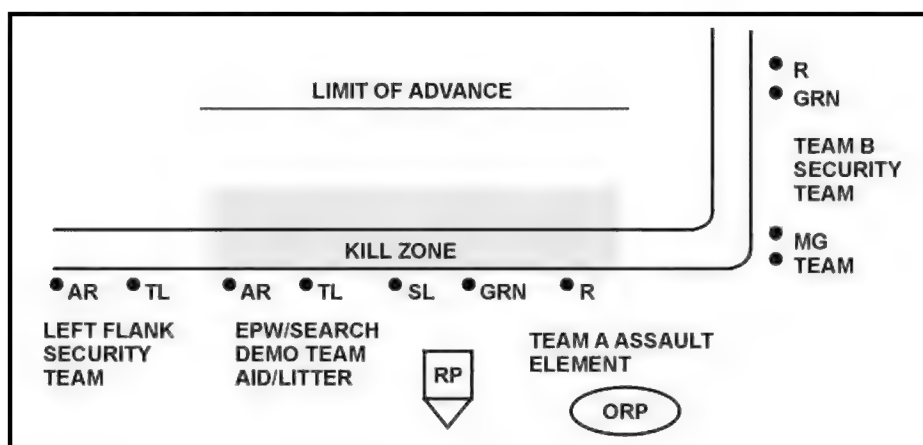 LIMIT OF ADVANCE
R
GRN
TEAM B
SECURITY
TEAM
KILL ZONE
MG
TEAM
AR
TL
AR
TL
SL
GRN
R
LEFT FLANK
SECURITY
TEAM
EPW/SEARCH
DEMO TEAM
AID/LITTER
RP
TEAM A ASSAULT
ELEMENT
ORP